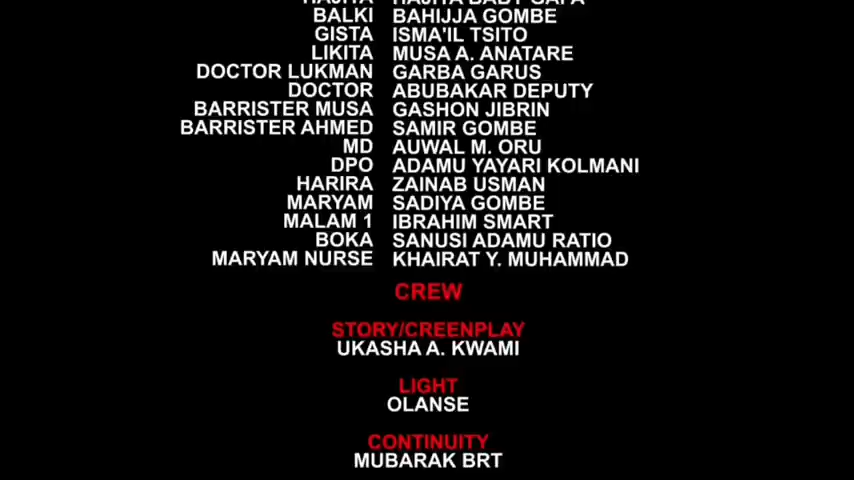 BALKI BAHIJJA GOMBE
GISTA ISMA'IL TSITO
LIKITA MUSA A. ANATARE
DOCTOR LUKMAN GARBA GARUS
DOCTOR ABUBAKAR DEPUTY
BARRISTER MUSA GASHON JIBRIN
BARRISTER AHMED SAMIR GOMBE
MD AUWAL M. ORU
DPO ADAMU YAYARI KOLMANI
HARIRA ZAINAB USMAN
MARYAM SADIYA GOMBE
MALAM 1 IBRAHIM SMART
BOKA SANUSI ADAMU RATIO
MARYAM NURSE KHAIRAT Y. MUHAMMAD
CREW
STORY/CREENPLAY
UKASHA A. KWAMI
LIGHT
OLANSE
CONTINUITY
MUBARAK BRT